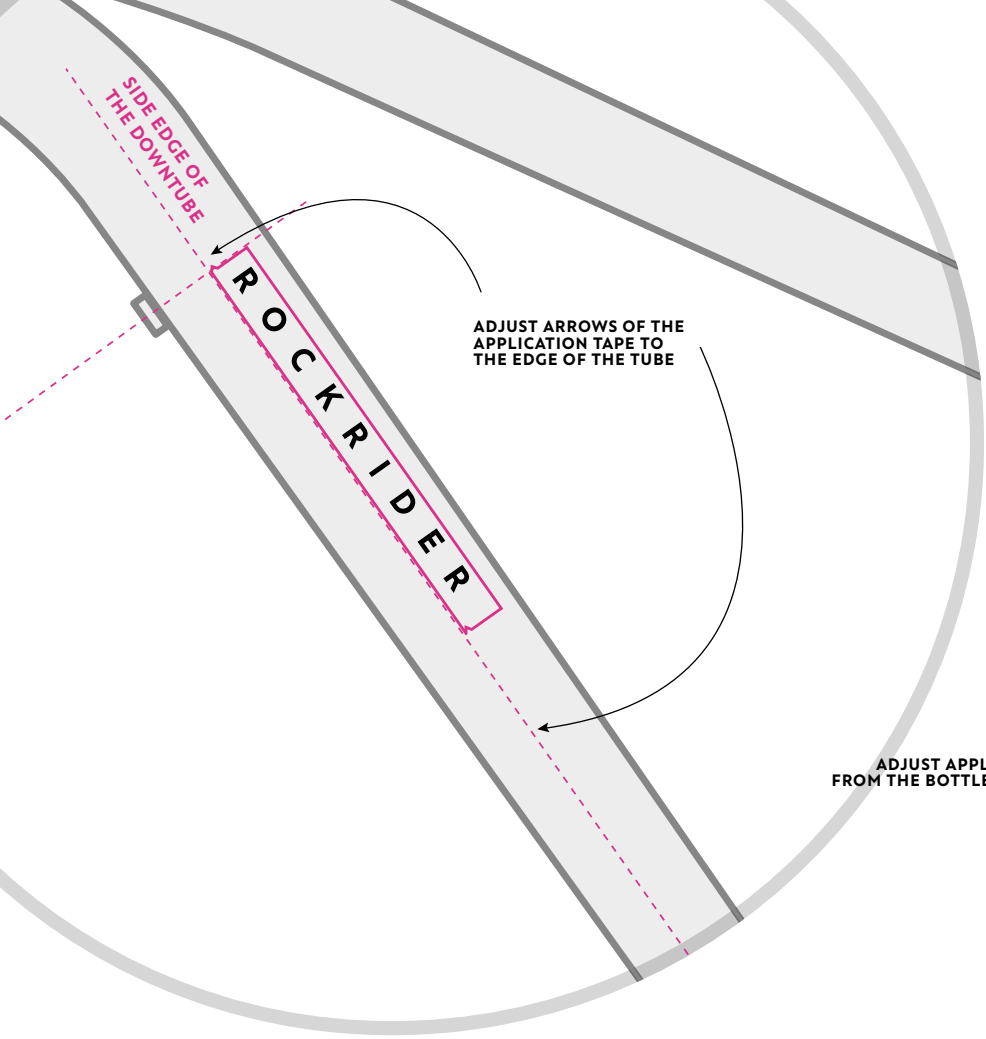 SIDE EDGE OF
THE DOWNTUBE
ROCKRIDER
ADJUST ARROWS OF THE
APPLICATION TAPE TO
THE EDGE OF THE TUBE
ADJUST APPL
FROM THE BOTTLE